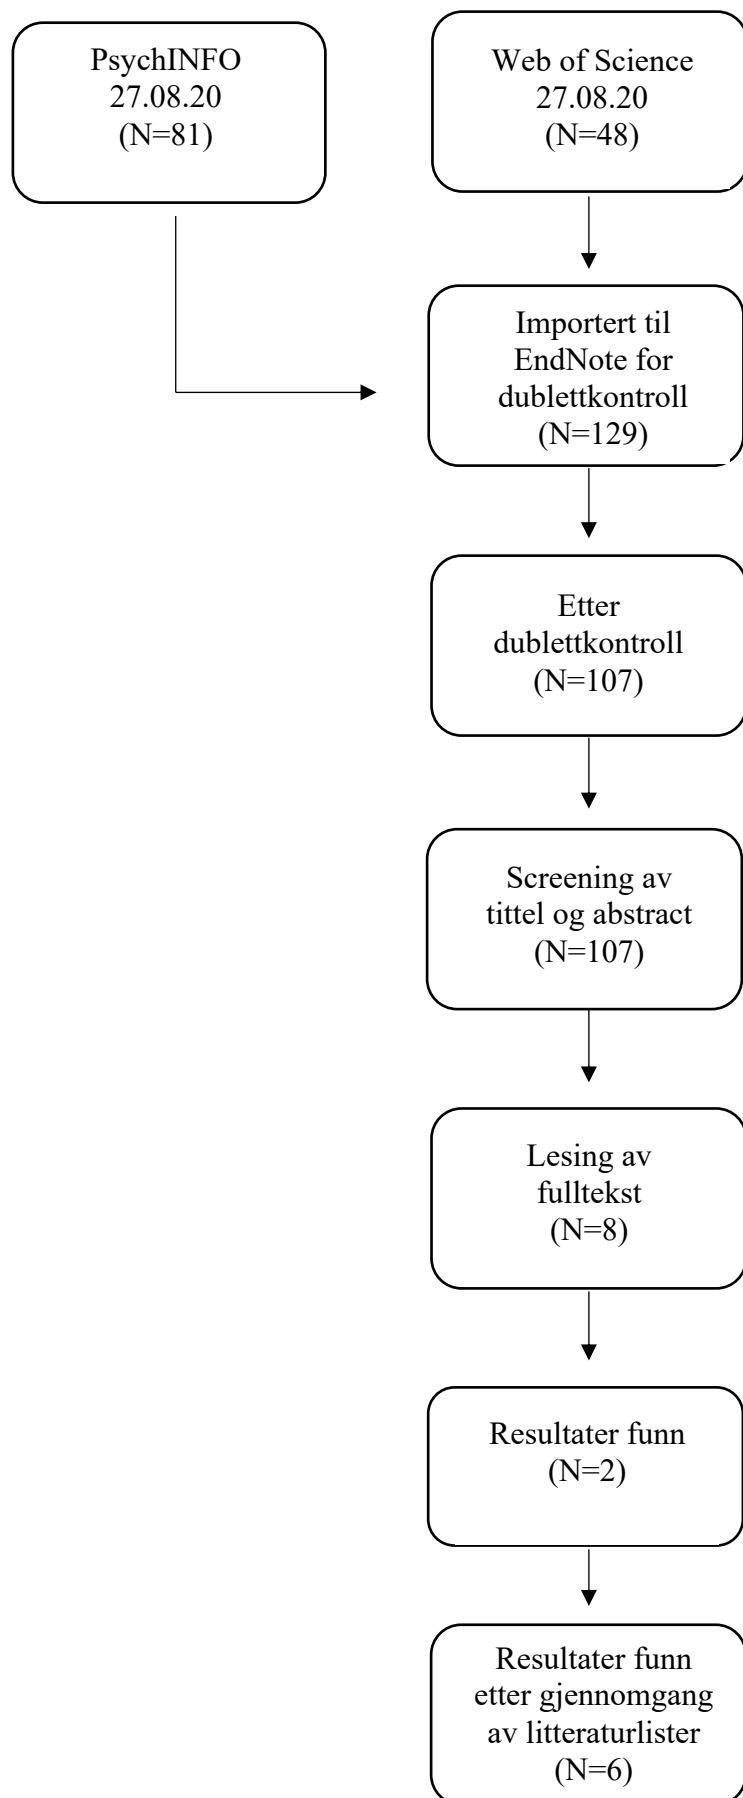 PsychINFO
27.08.20
(N=81)
Web of Science
27.08.20
(N=48)
Importert til
EndNote for
dublettkontroll
(N=129)
Etter
dublettkontroll
(N=107)
Screening av
tittel og abstract
(N=107)
Lesing av
fulltekst
(N=8)
Resultater funn
(N=2)
Resultater funn
etter gjennomgang
av litteraturlister
(N=6)